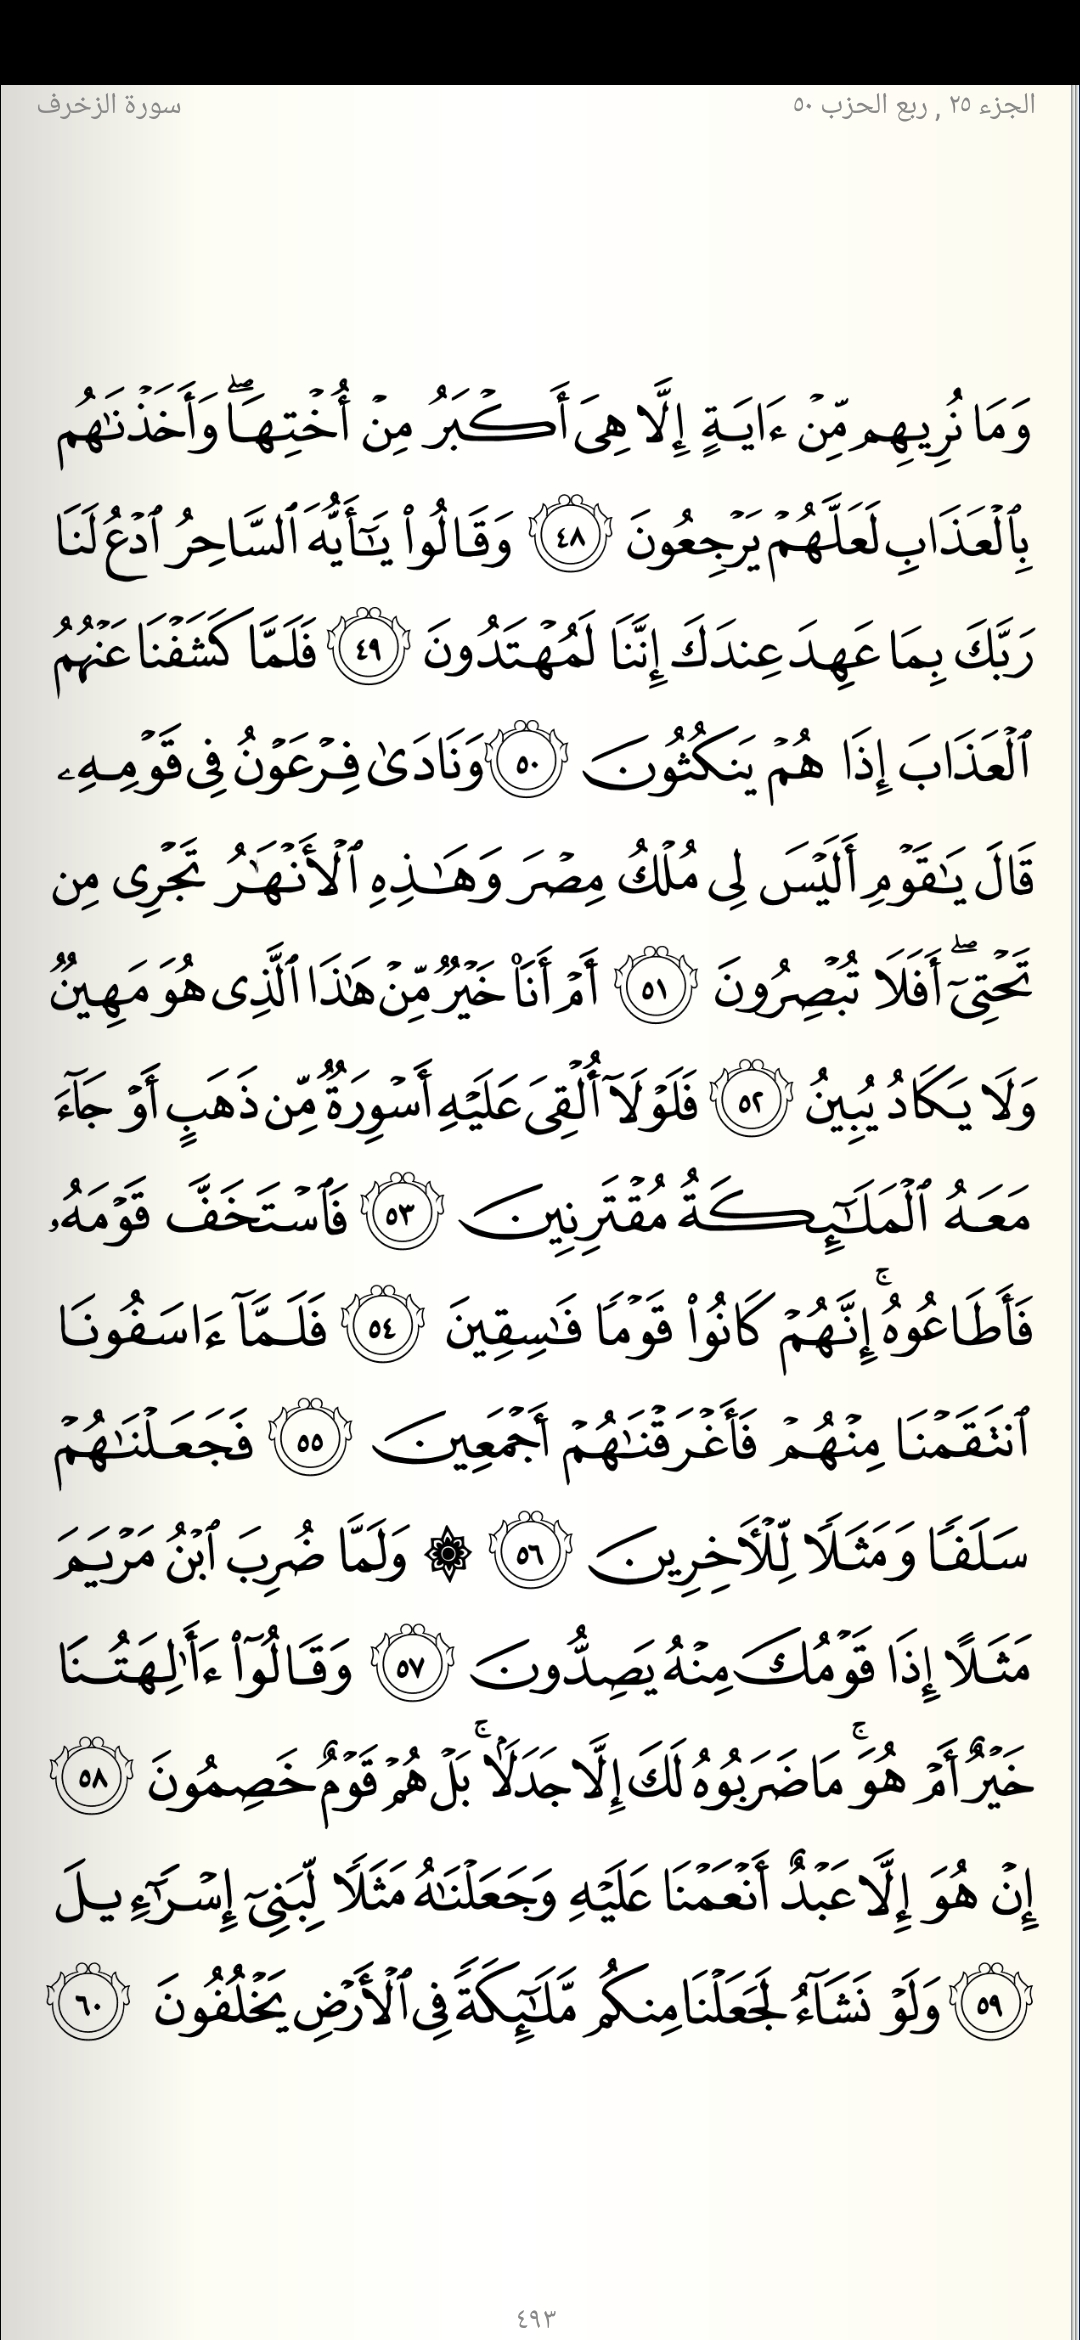 الجزء ٢٥ , ربع الحزب ٥٠
سورة الزخرف
وَمَا نُرِيهِم مِّنْ ءَايَةٍ إِلَّا هِىَ أَكْبَرُ مِنْ أُخْتِهَاۖ وَأَخَذْنَـٰهُم
بِٱلْعَذَابِ لَعَلَّهُمْ يَرْجِعُونَ ٤٨ وَقَالُوا۟ يَـٰٓأَيُّهَ ٱلسَّاحِرُ ٱدْعُ لَنَا
رَبَّكَ بِمَا عَهِدَ عِندَكَ إِنَّنَا لَمُهْتَدُونَ ٤٩ فَلَمَّا كَشَفْنَا عَنْهُمُ
ٱلْعَذَابَ إِذَا هُمْ يَنكُثُونَ ٥٠ وَنَادَىٰ فِرْعَوْنُ فِى قَوْمِهِۦ
قَالَ يَـٰقَوْمِ أَلَيْسَ لِى مُلْكُ مِصْرَ وَهَـٰذِهِ ٱلْأَنْهَـٰرُ تَجْرِى مِن
تَحْتِىٓۖ أَفَلَا تُبْصِرُونَ ٥١ أَمْ أَنَا۠ خَيْرٌ مِّنْ هَـٰذَا ٱلَّذِى هُوَ مَهِينٌ
وَلَا يَكَادُ يُبِينُ ٥٢ فَلَوْلَآ أُلْقِىَ عَلَيْهِ أَسْوِرَةٌ مِّن ذَهَبٍ أَوْ جَآءَ
مَعَهُ ٱلْمَلَـٰٓئِكَةُ مُقْتَرِنِينَ ٥٣ فَٱسْتَخَفَّ قَوْمَهُۥ
فَأَطَاعُوهُۚ إِنَّهُمْ كَانُوا۟ قَوْمًا فَـٰسِقِينَ ٥٤ فَلَمَّآ ءَاسَفُونَا
ٱنتَقَمْنَا مِنْهُمْ فَأَغْرَقْنَـٰهُمْ أَجْمَعِينَ ٥٥ فَجَعَلْنَـٰهُمْ
سَلَفًا وَمَثَلًا لِّلْـَٔاخِرِينَ ٥٦ ۞ وَلَمَّا ضُرِبَ ٱبْنُ مَرْيَمَ
مَثَلًا إِذَا قَوْمُكَ مِنْهُ يَصِدُّونَ ٥٧ وَقَالُوٓا۟ ءَأَـٰلِهَتُنَا
خَيْرٌ أَمْ هُوَۚ مَا ضَرَبُوهُ لَكَ إِلَّا جَدَلًۢاۚ بَلْ هُمْ قَوْمٌ خَصِمُونَ ٥٨
إِنْ هُوَ إِلَّا عَبْدٌ أَنْعَمْنَا عَلَيْهِ وَجَعَلْنَـٰهُ مَثَلًا لِّبَنِىٓ إِسْرَٰٓءِيلَ
٥٩ وَلَوْ نَشَآءُ لَجَعَلْنَا مِنكُم مَّلَـٰٓئِكَةً فِى ٱلْأَرْضِ يَخْلُفُونَ ٦٠
٤٩٣